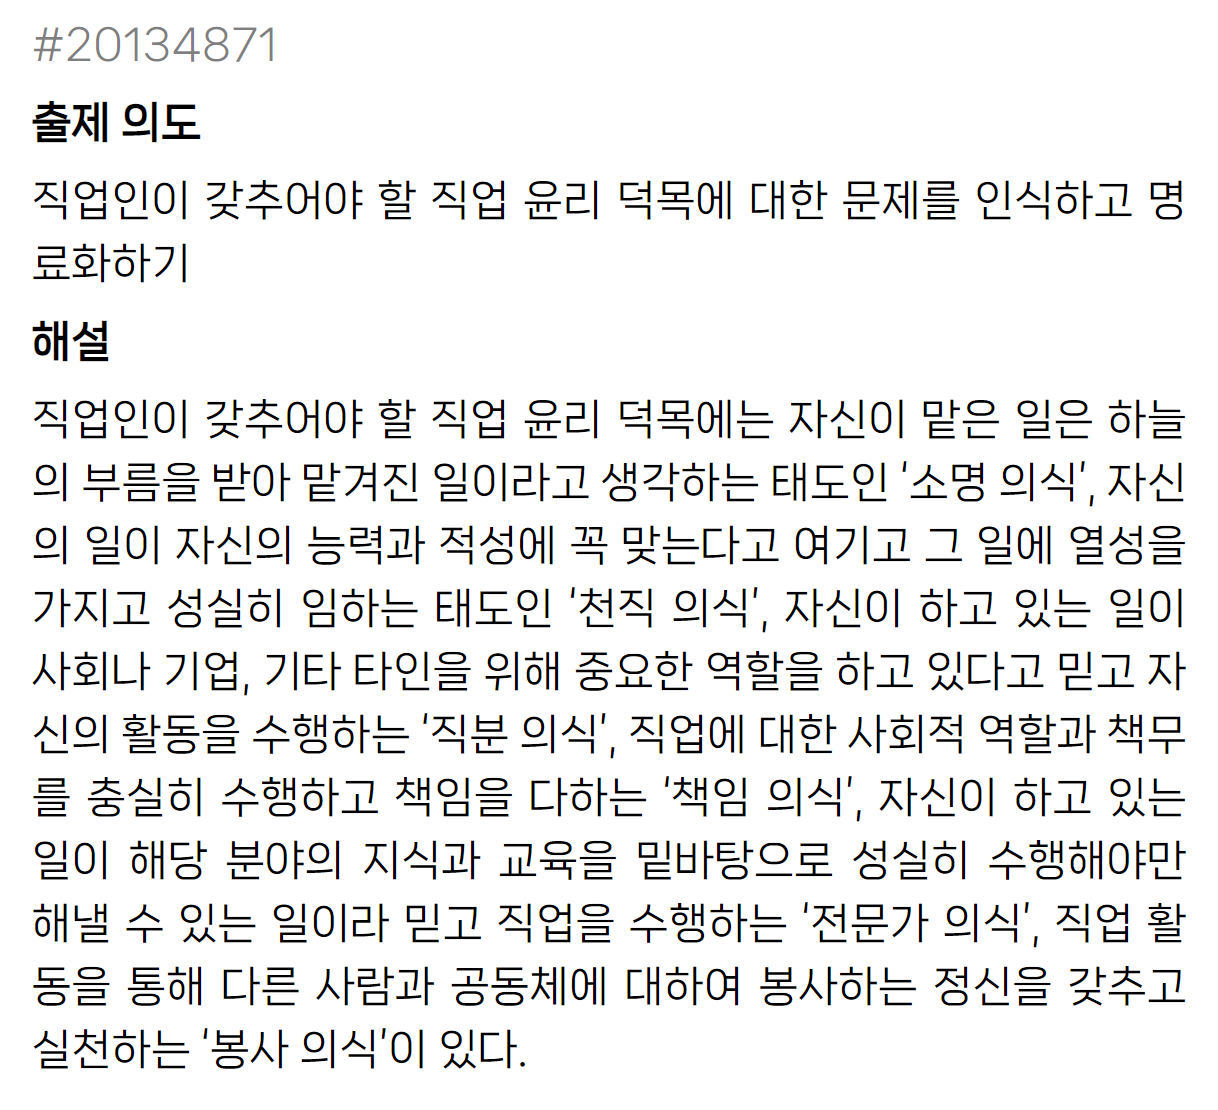 #20134871
출제 의도
직업인이 갖추어야 할 직업 윤리 덕목에 대한 문제를 인식하고 명
료화하기
해설
직업인이 갖추어야 할 직업 윤리 덕목에는 자신이 맡은 일은 하늘
의 부름을 받아 맡겨진 일이라고 생각하는 태도인 '소명 의식', 자신
의 일이 자신의 능력과 적성에 꼭 맞는다고 여기고 그 일에 열성을
가지고 성실히 임하는 태도인 '천직 의식', 자신이 하고 있는 일이
사회나 기업, 기타 타인을 위해 중요한 역할을 하고 있다고 믿고 자
신의 활동을 수행하는 '직분 의식', 직업에 대한 사회적 역할과 책무
를 충실히 수행하고 책임을 다하는 '책임 의식', 자신이 하고 있는
일이 해당 분야의 지식과 교육을 밑바탕으로 성실히 수행해야만
해낼 수 있는 일이라 믿고 직업을 수행하는 '전문가 의식', 직업 활
동을 통해 다른 사람과 공동체에 대하여 봉사하는 정신을 갖추고
실천하는 '봉사 의식'이 있다.